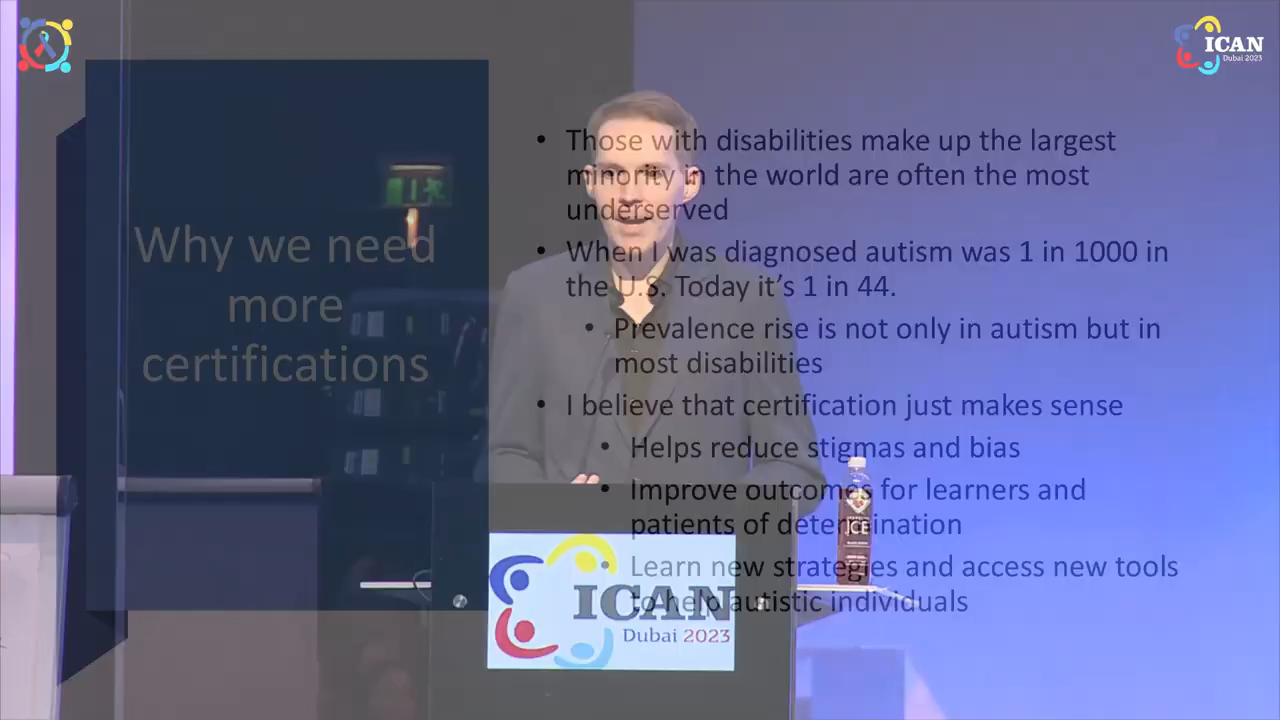 ICAN
Dubai 2023
Why we need
more
certifications
• Those with disabilities make up the largest
minority in the world are often the most
underserved
• When I was diagnosed autism was 1 in 1000 in
the U.S. Today it’s 1 in 44.
• Prevalence rise is not only in autism but in
most disabilities
• I believe that certification just makes sense
• Helps reduce stigmas and bias
• Improve outcomes for learners and
patients of determination
• Learn new strategies and access new tools
to help autistic individuals
ICE
ICAN
Dubai 2023